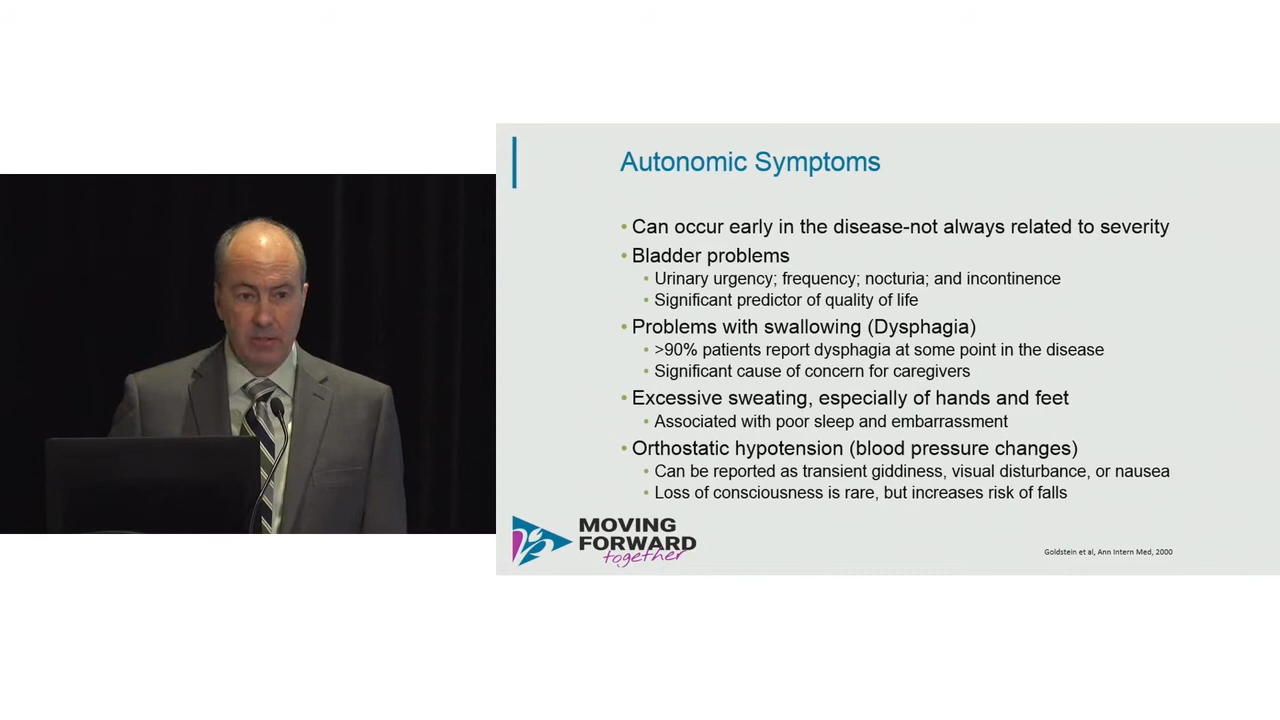 Autonomic Symptoms
• Can occur early in the disease-not always related to severity
• Bladder problems
• Urinary urgency; frequency; nocturia; and incontinence
• Significant predictor of quality of life
• Problems with swallowing (Dysphagia)
• >90% patients report dysphagia at some point in the disease
• Significant cause of concern for caregivers
• Excessive sweating, especially of hands and feet
• Associated with poor sleep and embarrassment
• Orthostatic hypotension (blood pressure changes)
• Can be reported as transient giddiness, visual disturbance, or nausea
• Loss of consciousness is rare, but increases risk of falls
MOVING
FORWARD
together
Goldstein et al, Ann Intern Med, 2000